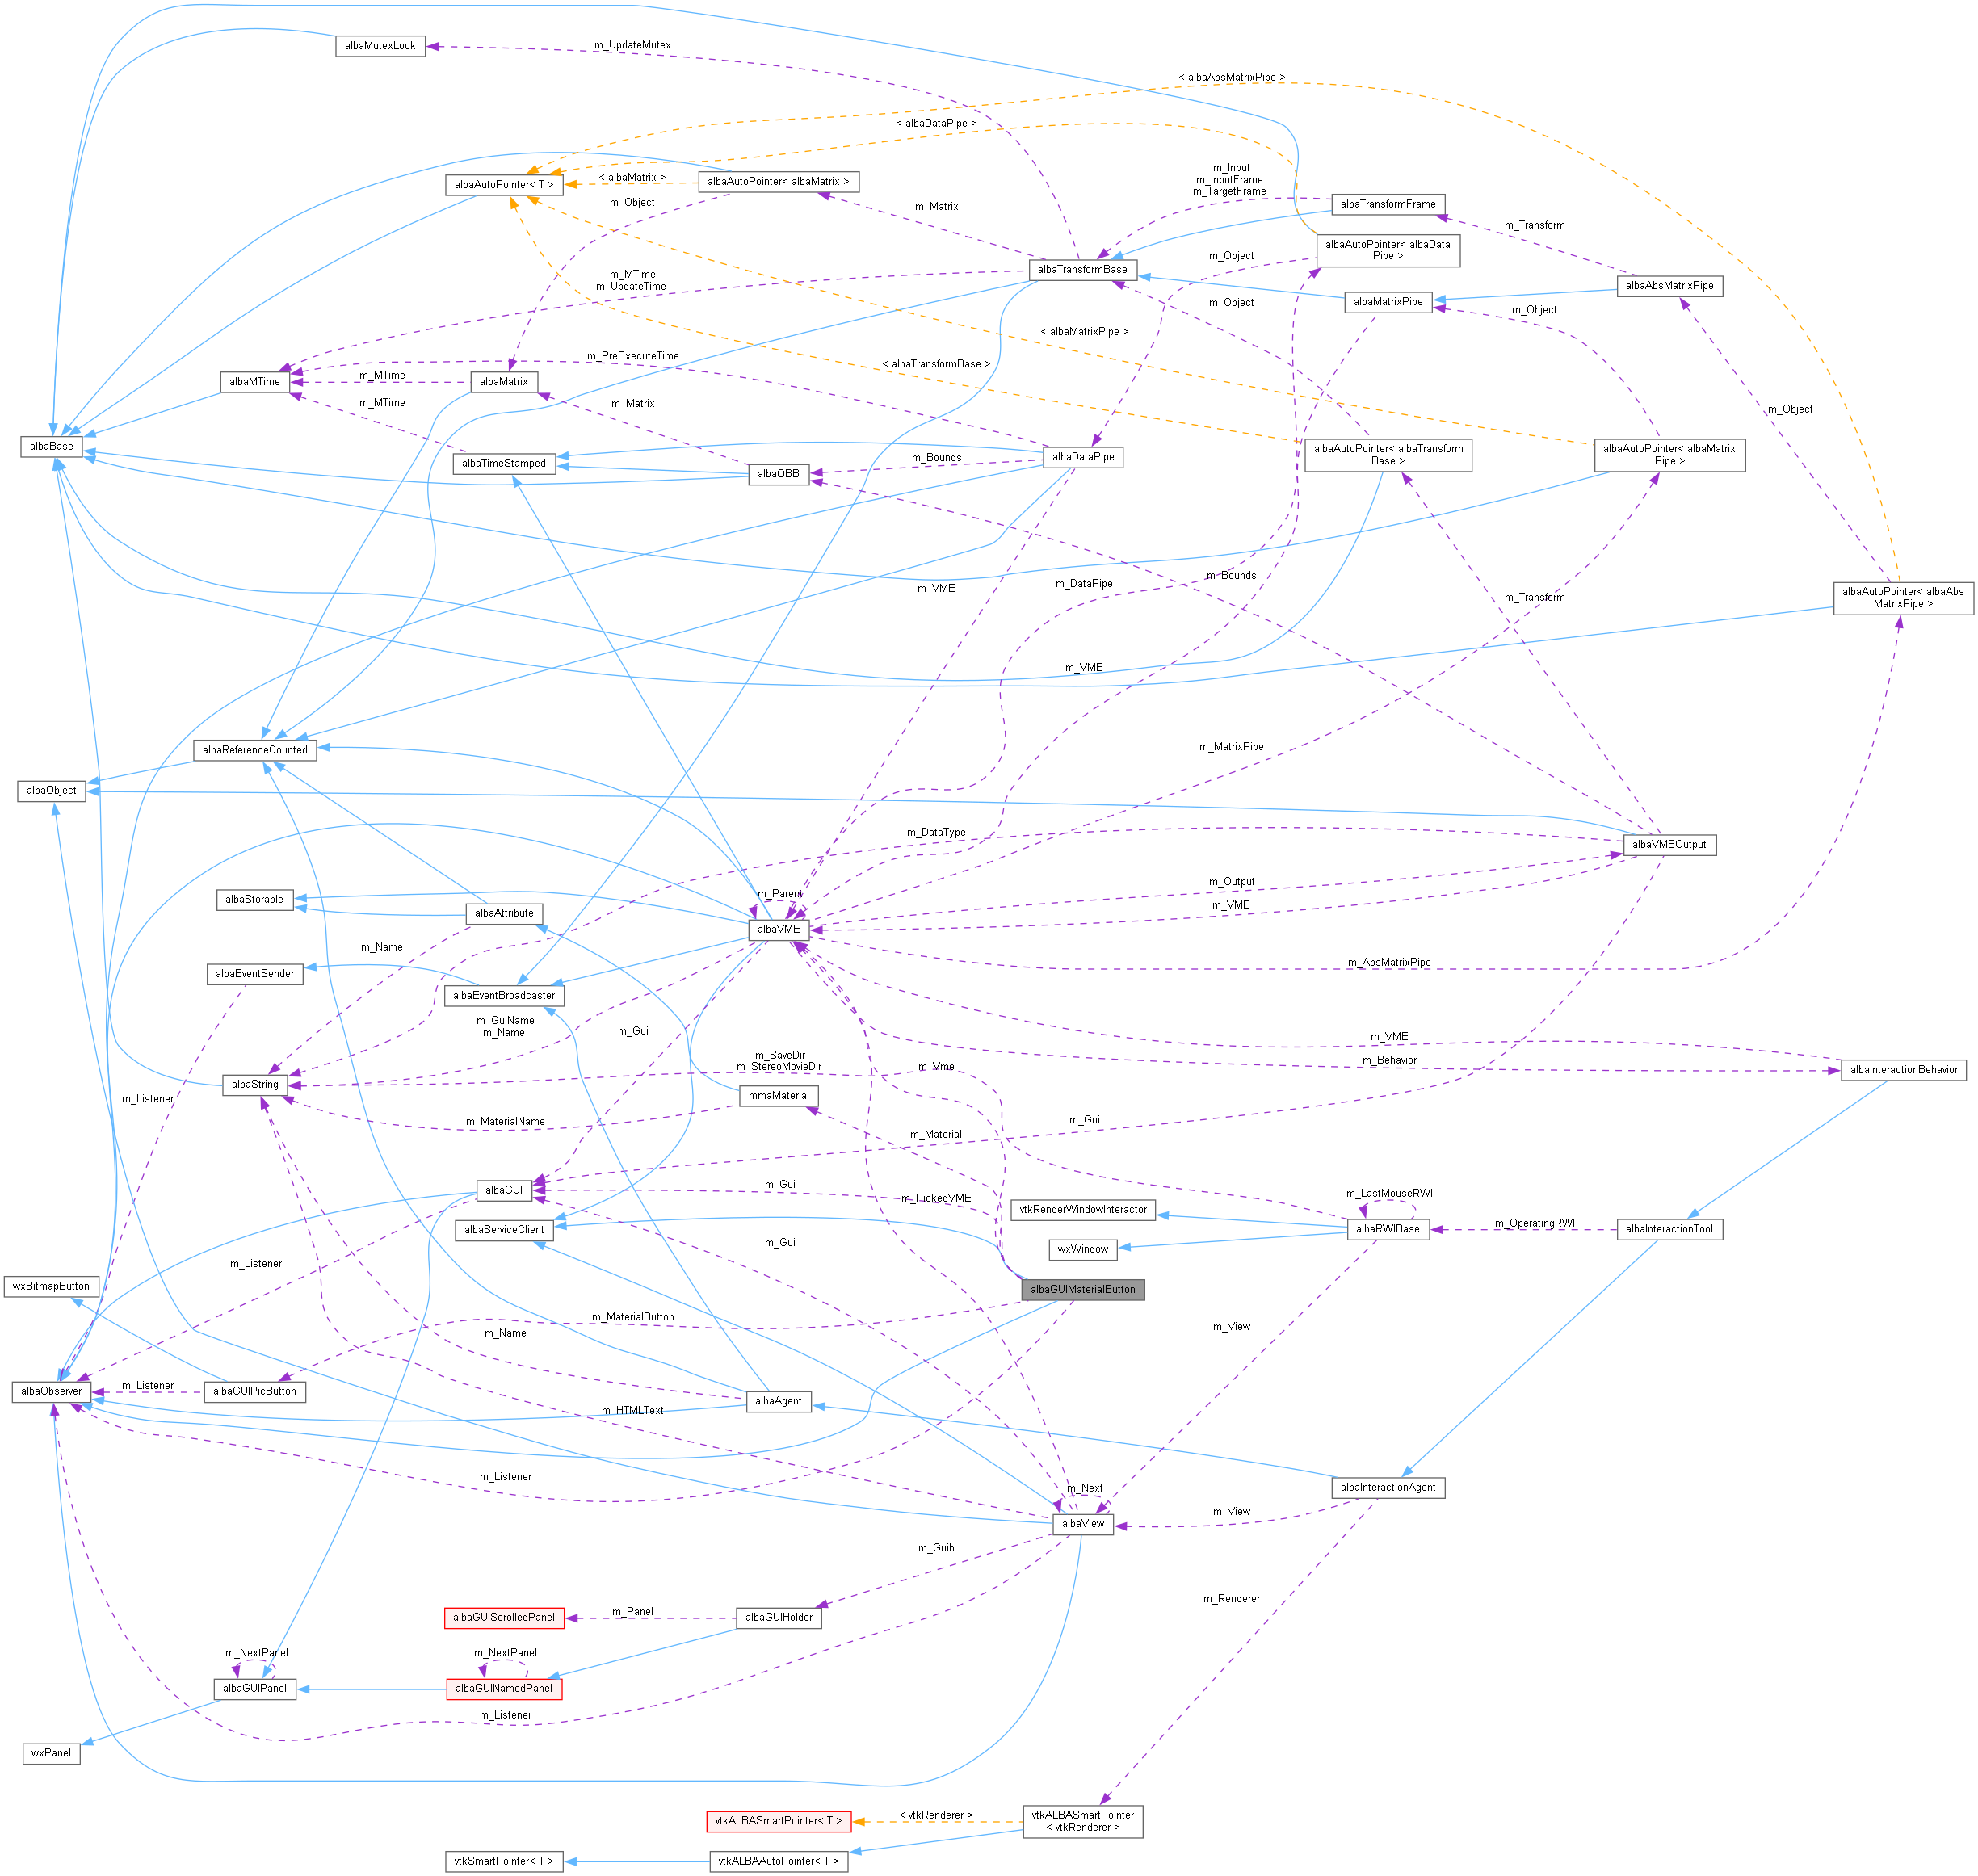 albaMutexLock
m_UpdateMutex
< albaAbsMatrixPipe >
< albaDataPipe >
m_Input
m_InputFrame
m_TargetFrame
albaAutoPointer< T >
< albaMatrix >
albaAutoPointer< albaMatrix >
m_Object
m_Matrix
albaTransformFrame
m_Transform
albaAutoPointer< albaData
Pipe >
m_Object
albaTransformBase
m_MTime
m_UpdateTime
albaAbsMatrixPipe
albaMatrixPipe
m_Object
m_Object
< albaMatrixPipe >
m_PreExecuteTime
< albaTransformBase >
albaMTime
m_MTime
albaMatrix
m_MTime
m_Matrix
m_Object
albaBase
albaTimeStamped
albaOBB
m_Bounds
albaDataPipe
albaAutoPointer< albaTransform
Base >
albaAutoPointer< albaMatrix
Pipe >
m_VME
m_DataPipe
m_Bounds
m_Transform
albaAutoPointer< albaAbs
MatrixPipe >
m_VME
albaReferenceCounted
m_MatrixPipe
albaObject
m_DataType
albaVMEOutput
albaStorable
albaAttribute
m_Parent
albaVME
m_Output
m_VME
m_Name
m_AbsMatrixPipe
albaEventSender
albaEventBroadcaster
m_GuiName
m_Name
m_Gui
m_VME
m_Behavior
albaInteractionBehavior
m_SaveDir
m_StereoMovieDir
m_Vme
albaString
mmaMaterial
m_Listener
m_MaterialName
m_Material
m_Gui
albaGUI
m_Gui
m_PickedVME
m_LastMouseRWI
vtkRenderWindowInteractor
albaServiceClient
albaRWIBase
m_OperatingRWI
albaInteractionTool
m_Gui
wxWindow
m_Listener
wxBitmapButton
albaGUIMaterialButton
m_MaterialButton
m_Name
m_View
albaObserver
m_Listener
albaGUIPicButton
albaAgent
m_HTMLText
m_Listener
albaInteractionAgent
m_Next
m_View
albaView
m_Guih
m_Renderer
albaGUIScrolledPanel
m_Panel
albaGUIHolder
m_NextPanel
m_NextPanel
albaGUIPanel
albaGUINamedPanel
m_Listener
wxPanel
vtkALBASmartPointer< T >
< vtkRenderer >
vtkALBASmartPointer
< vtkRenderer >
vtkSmartPointer< T >
vtkALBAAutoPointer< T >